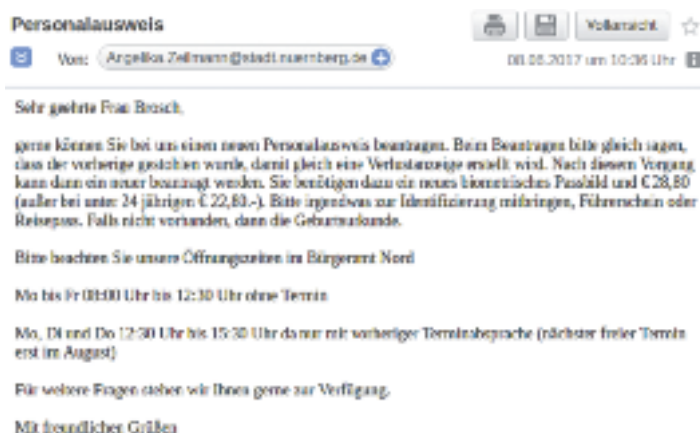 Personalausweis
Vollansicht
Von: Angelika.Zeilmann@stadt.nuernberg.de
08.06.2017 um 10:36 Uhr
Sehr geehrte Frau Brosch,
gerne können Sie bei uns einen neuen Personalausweis beantragen. Beim Beantragen bitte gleich sagen,
dass der vorherige gestohlen wurde, damit gleich eine Verlustanzeige erstellt wird. Nach diesem Vorgang
kann dann ein neuer beantragt werden. Sie benötigen dazu ein neues biometrisches Passbild und € 28,80
(außer bei unter 24 jährigen € 22,80.-). Bitte irgendwas zur Identifizierung mitbringen, Führerschein oder
Reisepass. Falls nicht vorhanden, dann die Geburtsurkunde.
Bitte beachten Sie unsere Öffnungszeiten im Bürgeramt Nord
Mo bis Fr 08:00 Uhr bis 12:30 Uhr ohne Termin
Mo, Di und Do 12:30 Uhr bis 15:30 Uhr da nur mit vorheriger Terminabsprache (nächster freier Termin
erst im August)
Für weitere Fragen stehen wir Ihnen gerne zur Verfügung.
Mit freundlichen Grüßen